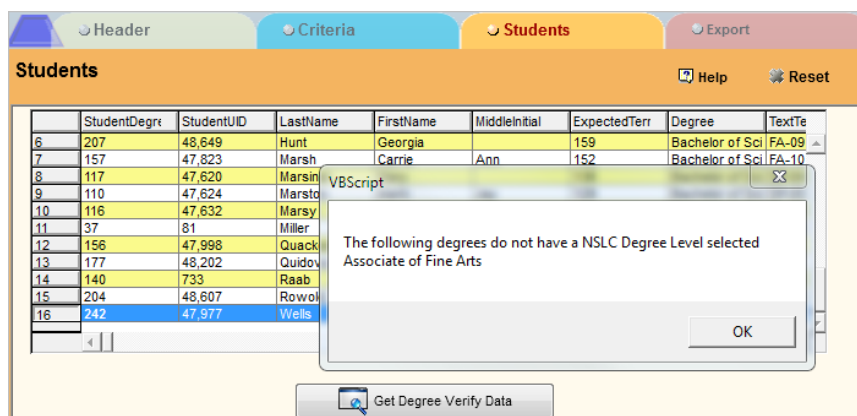 Header Criteria Students Export
Students Help Reset
StudentDegre StudentUID LastName FirstName MiddleInitial ExpectedTerr Degree TextTe
6 207 48,649 Hunt Georgia 159 Bachelor of Sci FA-09
7 157 47,823 Marsh Carrie Ann 152 Bachelor of Sci FA-10
8 117 47,620 Marsin
9 110 47,624 Marsto
10 116 47,632 Marsy
11 37 81 Miller
12 156 47,998 Quack
13 177 48,202 Quidov
14 140 733 Raab
15 204 48,607 Rowol
16 242 47,977 Wells
VBScript
The following degrees do not have a NSLC Degree Level selected
Associate of Fine Arts
OK
Get Degree Verify Data